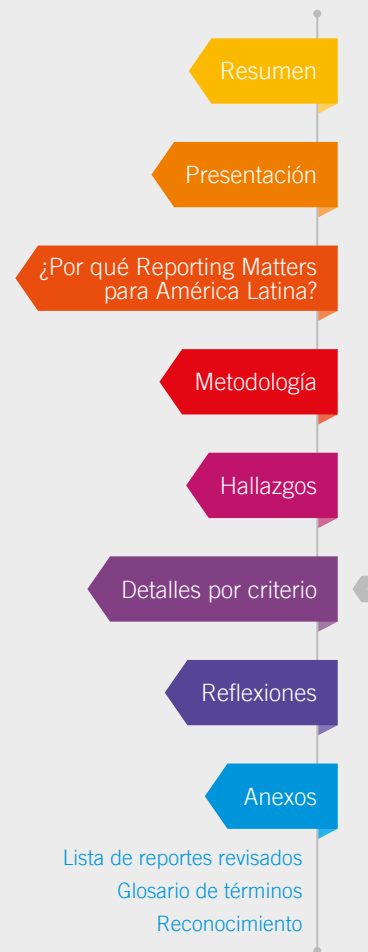 Resumen
Presentación
¿Por qué Reporting Matters
para América Latina?
Metodología
Hallazgos
Detalles por criterio
Reflexiones
Anexos
Lista de reportes revisados
Glosario de términos
Reconocimiento